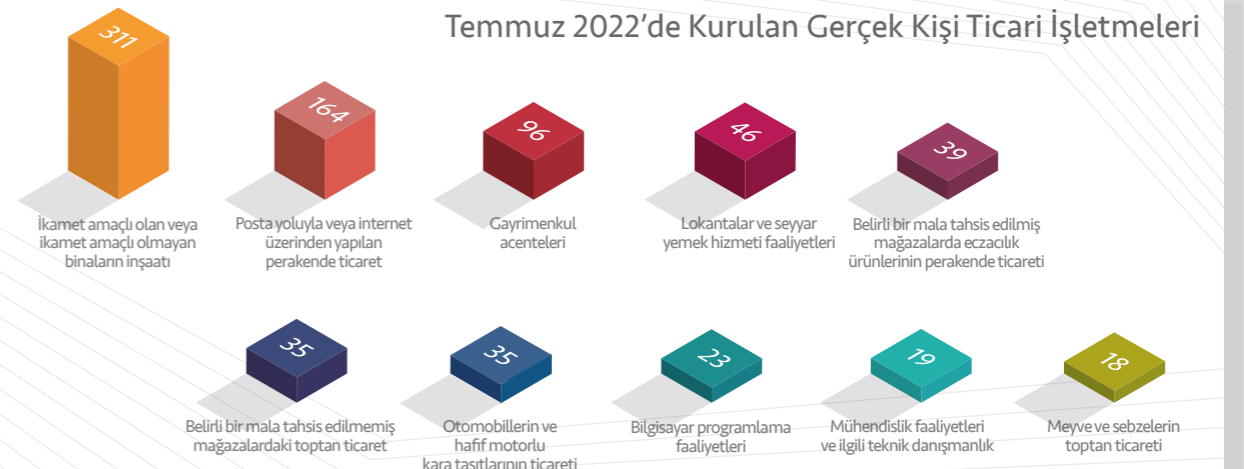 Temmuz 2022’de Kurulan Gerçek Kişi Ticari İşletmeleri
311
İkamet amaçlı olan veya
ikamet amaçlı olmayan
binaların inşaatı
164
Posta yoluyla veya internet
üzerinden yapılan
perakende ticaret
96
Gayrimenkul
acenteleri
46
Lokantalar ve seyyar
yemek hizmeti faaliyetleri
39
Belirli bir mala tahsis edilmiş
mağazalarda eczacılık
ürünlerinin perakende ticareti
35
Belirli bir mala tahsis edilmemiş
mağazalardaki toptan ticaret
35
Otomobillerin ve
hafif motorlu
kara taşıtlarının ticareti
23
Bilgisayar programlama
faaliyetleri
19
Mühendislik faaliyetleri
ve ilgili teknik danışmanlık
18
Meyve ve sebzelerin
toptan ticareti